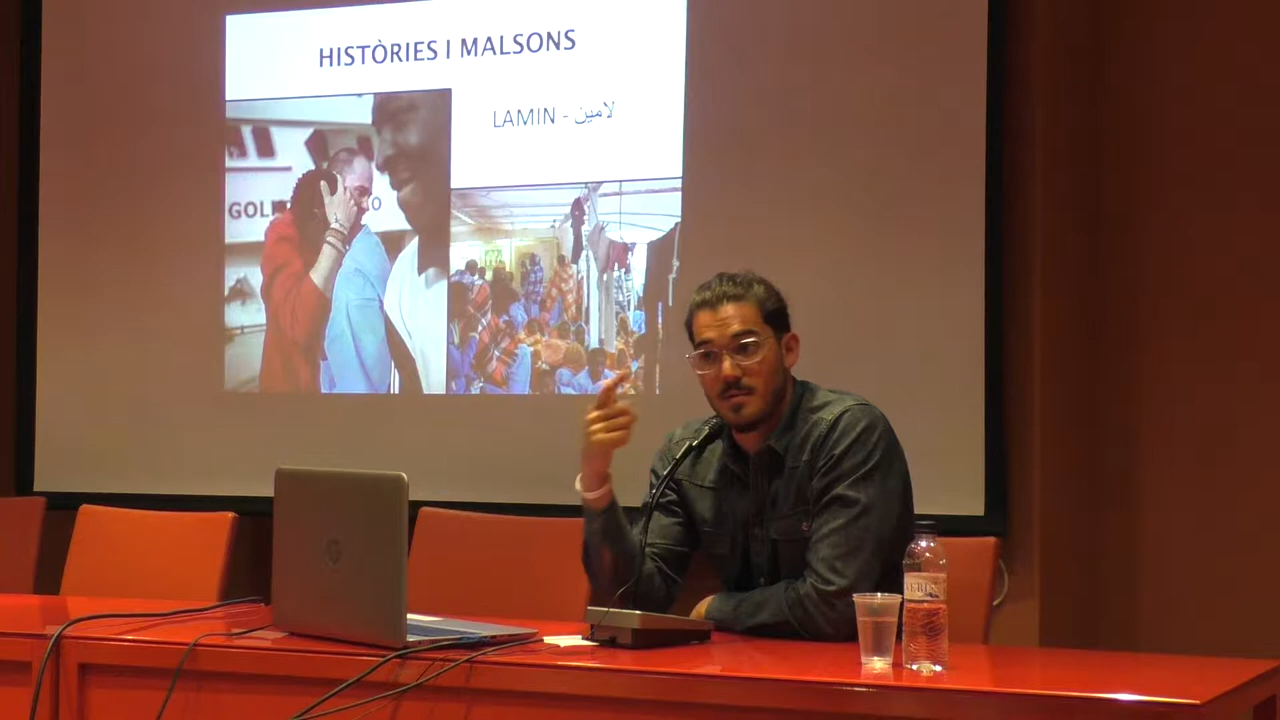 HISTÒRIES I MALSONS
LAMIN - لامين